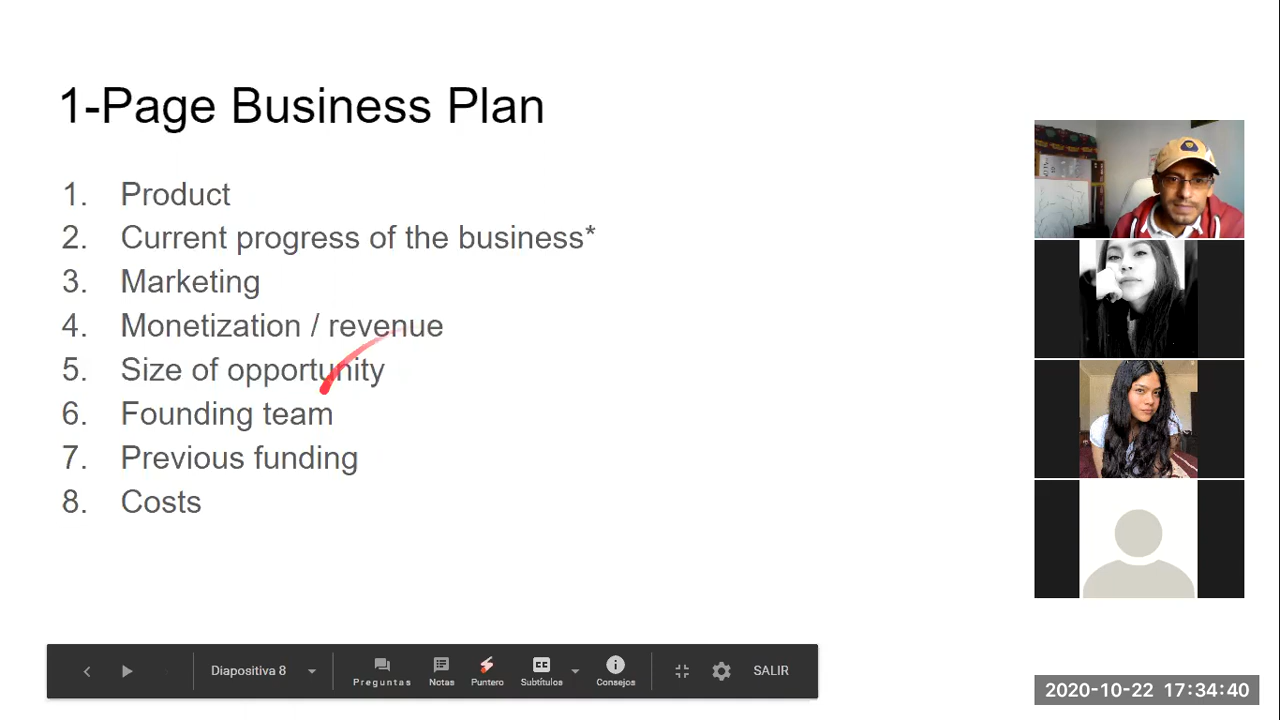 1-Page Business Plan
1. Product
2. Current progress of the business*
3. Marketing
4. Monetization / revenue
5. Size of opportunity
6. Founding team
7. Previous funding
8. Costs
Diapositiva 8
Preguntas
Notas
Puntero
CC
Subtítulos
Consejos
SALIR
2020-10-22 17:34:40